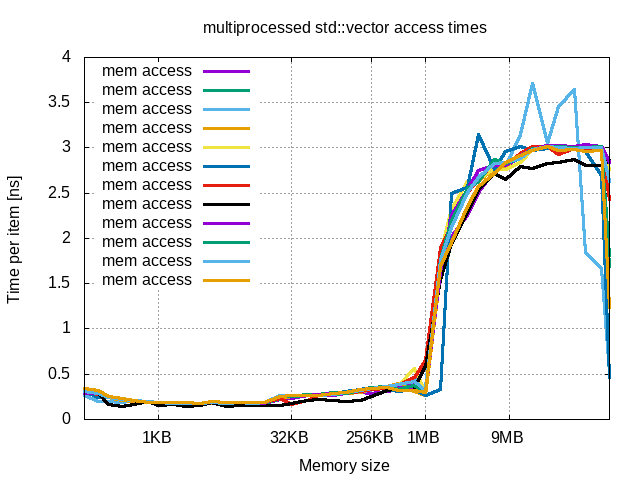 multiprocessed std::vector access times
4
3.5
3
2.5
2
1.5
1
0.5
0
Time per item [ns]
mem access
mem access
mem access
mem access
mem access
mem access
mem access
mem access
mem access
mem access
mem access
mem access
1KB 32KB 256KB 1MB 9MB
Memory size